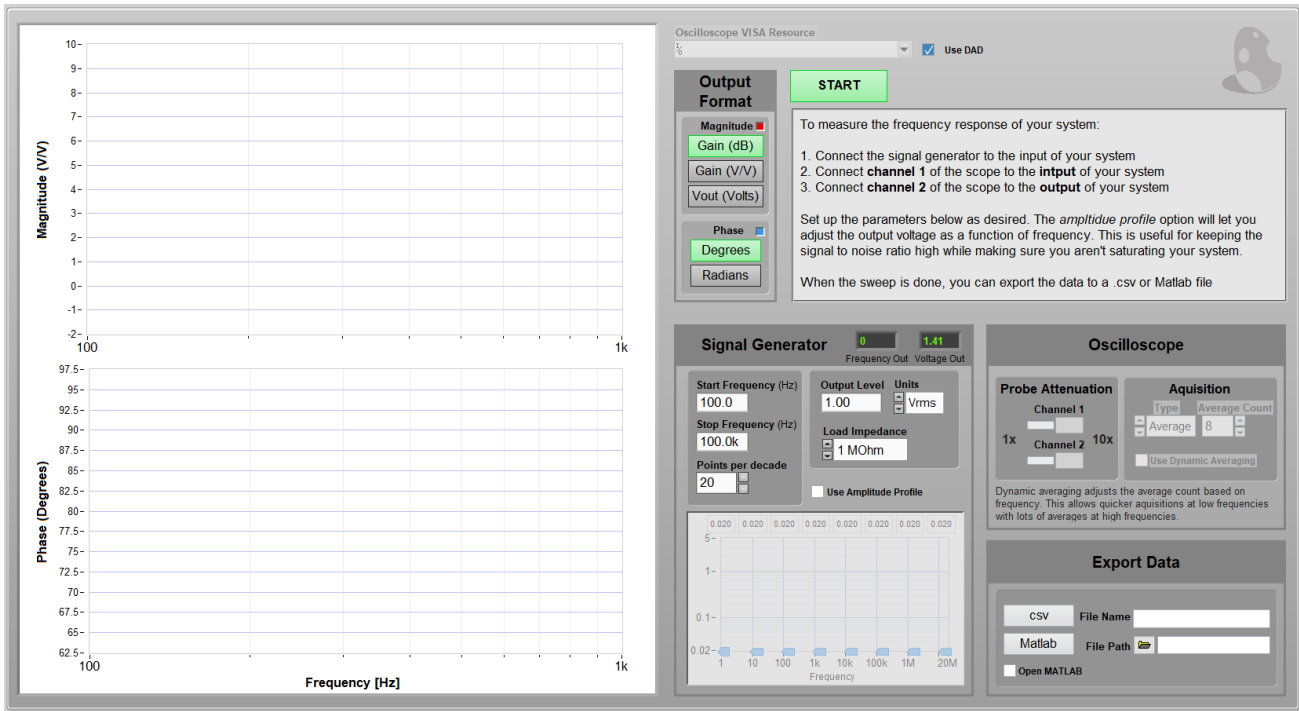 Oscilloscope VISA Resource
Use DAD
Output
Format
START
Magnitude
Gain (dB)
Gain (V/V)
Vout (Volts)
Phase
Degrees
Radians
To measure the frequency response of your system:
1. Connect the signal generator to the input of your system
2. Connect channel 1 of the scope to the intput of your system
3. Connect channel 2 of the scope to the output of your system
Set up the parameters below as desired. The ampltidue profile option will let you
adjust the output voltage as a function of frequency. This is useful for keeping the
signal to noise ratio high while making sure you aren't saturating your system.
When the sweep is done, you can export the data to a .csv or Matlab file
Magnitude (V/V)
10
9
8
7
6
5
4
3
2
1
0
-1
-2
100 1k
Phase (Degrees)
97.5
95
92.5
90
87.5
85
82.5
80
77.5
75
72.5
70
67.5
65
62.5
100 1k
Frequency [Hz]
Signal Generator
0 1.41
Frequency Out Voltage Out
Start Frequency (Hz)
100.0
Stop Frequency (Hz)
100.0k
Points per decade
20
Output Level Units
1.00 Vrms
Load Impedance
1 MOhm
Use Amplitude Profile
0.020 0.020 0.020 0.020 0.020 0.020 0.020 0.020
5
1
0.1
0.02
1 10 100 1k 10k 100k 1M 20M
Frequency
Oscilloscope
Probe Attenuation
Channel 1
1x 10x
Channel 2
Aquisition
Type Average Count
Average 8
Use Dynamic Averaging
Dynamic averaging adjusts the average count based on
frequency. This allows quicker aquisitions at low frequencies
with lots of averages at high frequencies.
Export Data
CSV File Name
Matlab File Path
Open MATLAB